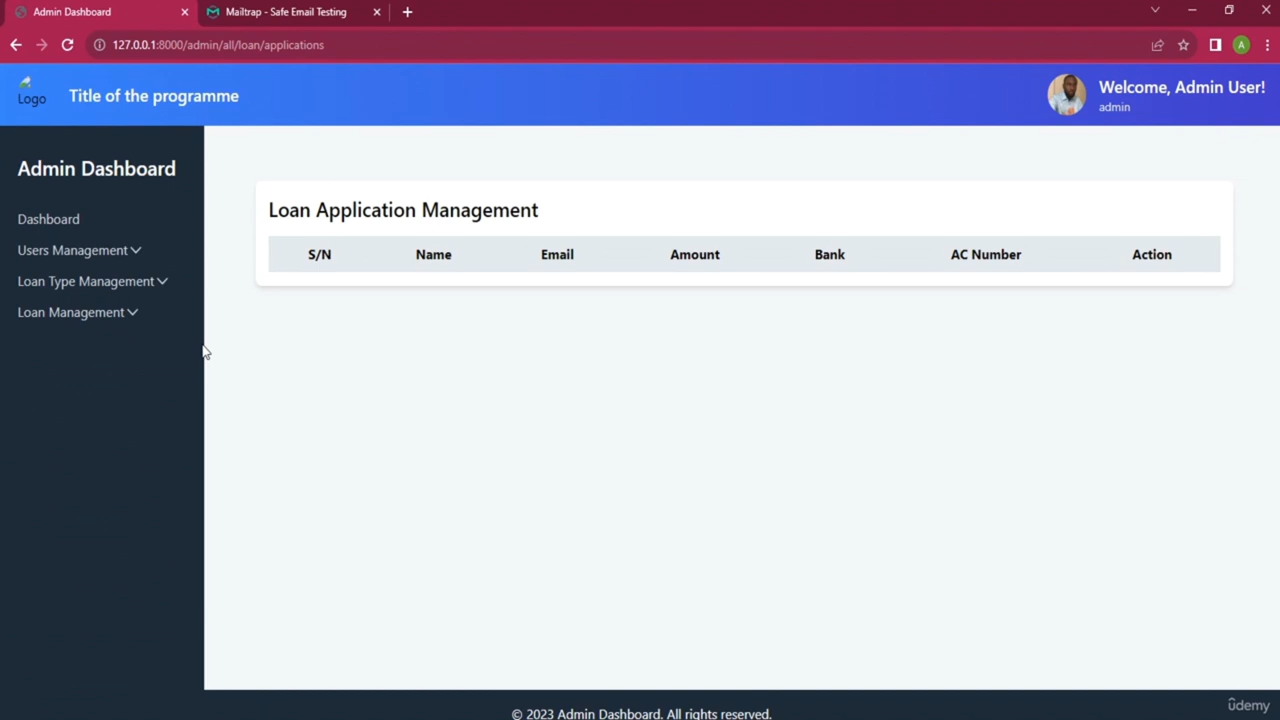 Admin Dashboard
Mailtrap - Safe Email Testing
127.0.0.1:8000/admin/all/loan/applications
A
Logo
Title of the programme
Welcome, Admin User!
admin
Admin Dashboard
Dashboard
Users Management
Loan Type Management
Loan Management
Loan Application Management
S/N Name Email Amount Bank AC Number Action
© 2023 Admin Dashboard. All rights reserved.
ûdemy